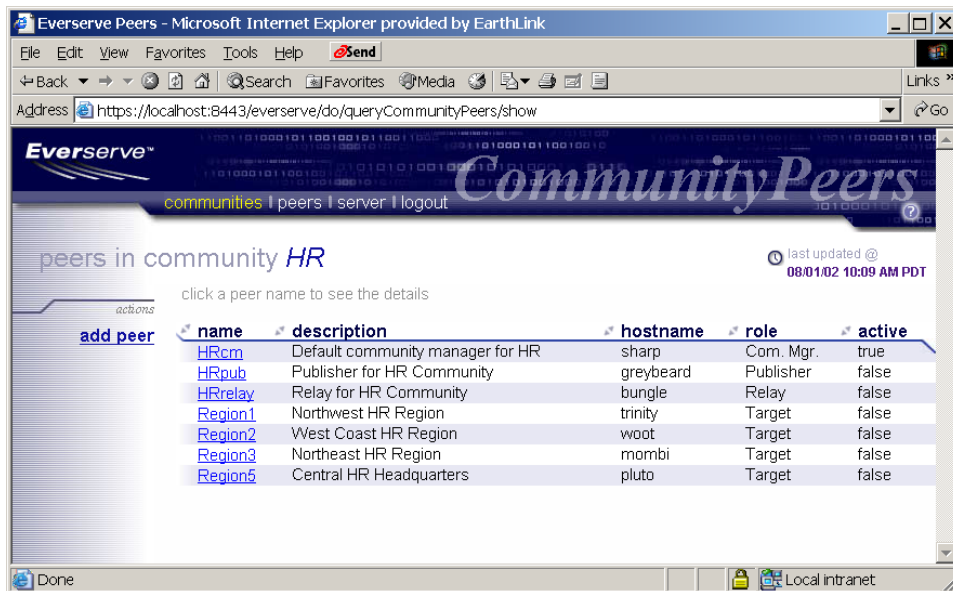 Everserve Peers - Microsoft Internet Explorer provided by EarthLink
File Edit View Favorites Tools Help Send
Back Search Favorites Media Links »
Address https://localhost:8443/everserve/do/queryCommunityPeers/show Go
Everserve™
CommunityPeers
communities | peers | server | logout
?
peers in community HR
last updated @
08/01/02 10:09 AM PDT
click a peer name to see the details
actions
add peer
name description hostname role active
HRcm Default community manager for HR sharp Com. Mgr. true
HRpub Publisher for HR Community greybeard Publisher false
HRrelay Relay for HR Community bungle Relay false
Region1 Northwest HR Region trinity Target false
Region2 West Coast HR Region woot Target false
Region3 Northeast HR Region mombi Target false
Region5 Central HR Headquarters pluto Target false
Done Local intranet